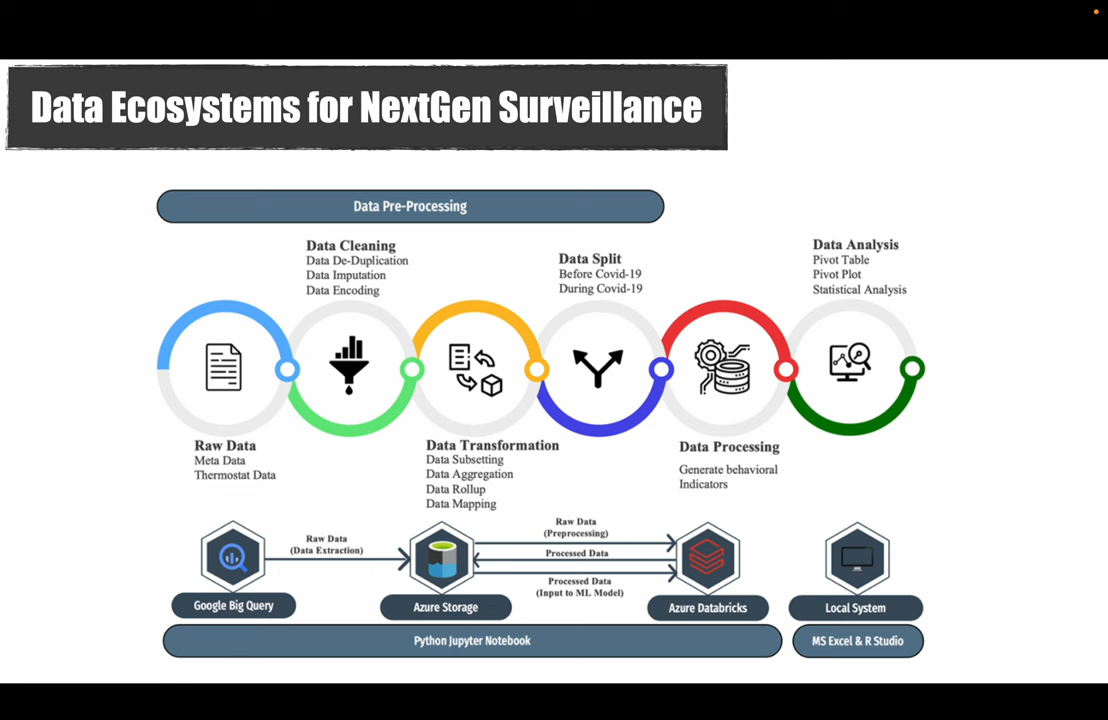 Data Ecosystems for NextGen Surveillance
Data Pre-Processing
Data Cleaning
Data De-Duplication
Data Imputation
Data Encoding
Data Split
Before Covid-19
During Covid-19
Data Analysis
Pivot Table
Pivot Plot
Statistical Analysis
Raw Data
Meta Data
Thermostat Data
Data Transformation
Data Subsetting
Data Aggregation
Data Rollup
Data Mapping
Data Processing
Generate behavioral
Indicators
Raw Data
(Data Extraction)
Raw Data
(Preprocessing)
Processed Data
Processed Data
(Input to ML Model)
Google Big Query
Azure Storage
Azure Databricks
Local System
Python Jupyter Notebook
MS Excel & R Studio